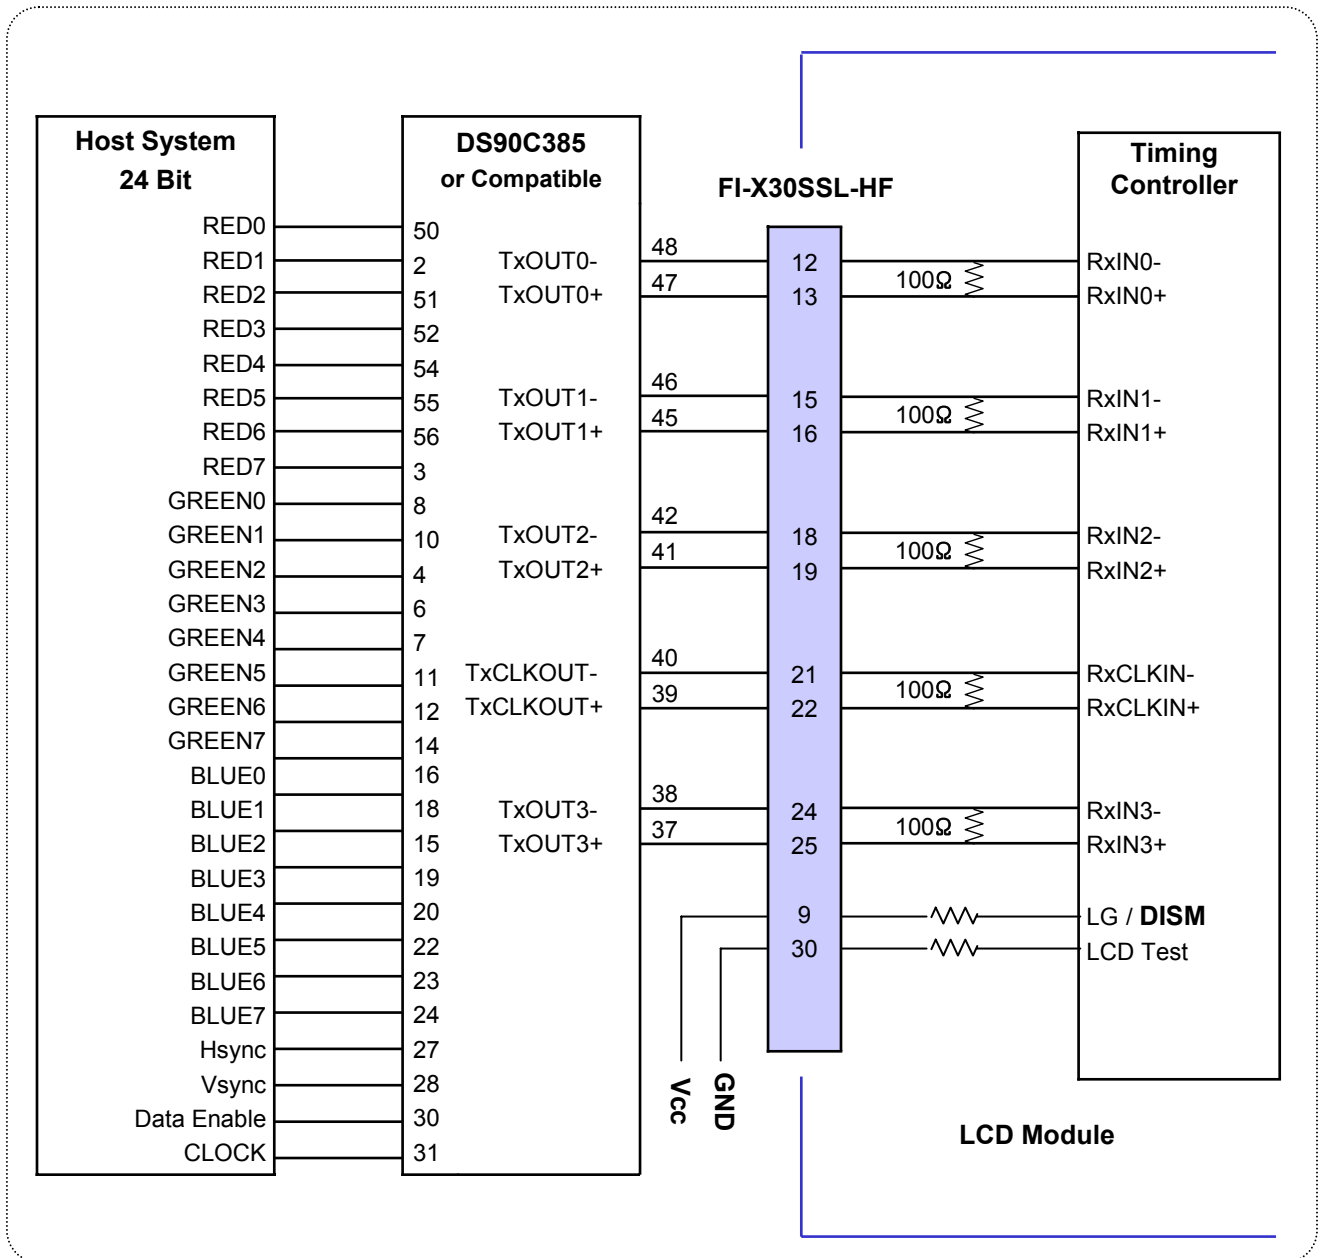 Host System
24 Bit
RED0
RED1
RED2
RED3
RED4
RED5
RED6
RED7
GREEN0
GREEN1
GREEN2
GREEN3
GREEN4
GREEN5
GREEN6
GREEN7
BLUE0
BLUE1
BLUE2
BLUE3
BLUE4
BLUE5
BLUE6
BLUE7
Hsync
Vsync
Data Enable
CLOCK
DS90C385
or Compatible
50
2
51
52
54
55
56
3
8
10
4
6
7
11
12
14
16
18
15
19
20
22
23
24
27
28
30
31
TxOUT0-
TxOUT0+
TxOUT1-
TxOUT1+
TxOUT2-
TxOUT2+
TxCLKOUT-
TxCLKOUT+
TxOUT3-
TxOUT3+
48
47
46
45
42
41
40
39
38
37
Vcc
GND
FI-X30SSL-HF
12
13
15
16
18
19
21
22
24
25
9
30
100Ω
100Ω
100Ω
100Ω
100Ω
Timing
Controller
RxIN0-
RxIN0+
RxIN1-
RxIN1+
RxIN2-
RxIN2+
RxCLKIN-
RxCLKIN+
RxIN3-
RxIN3+
LG / DISM
LCD Test
LCD Module